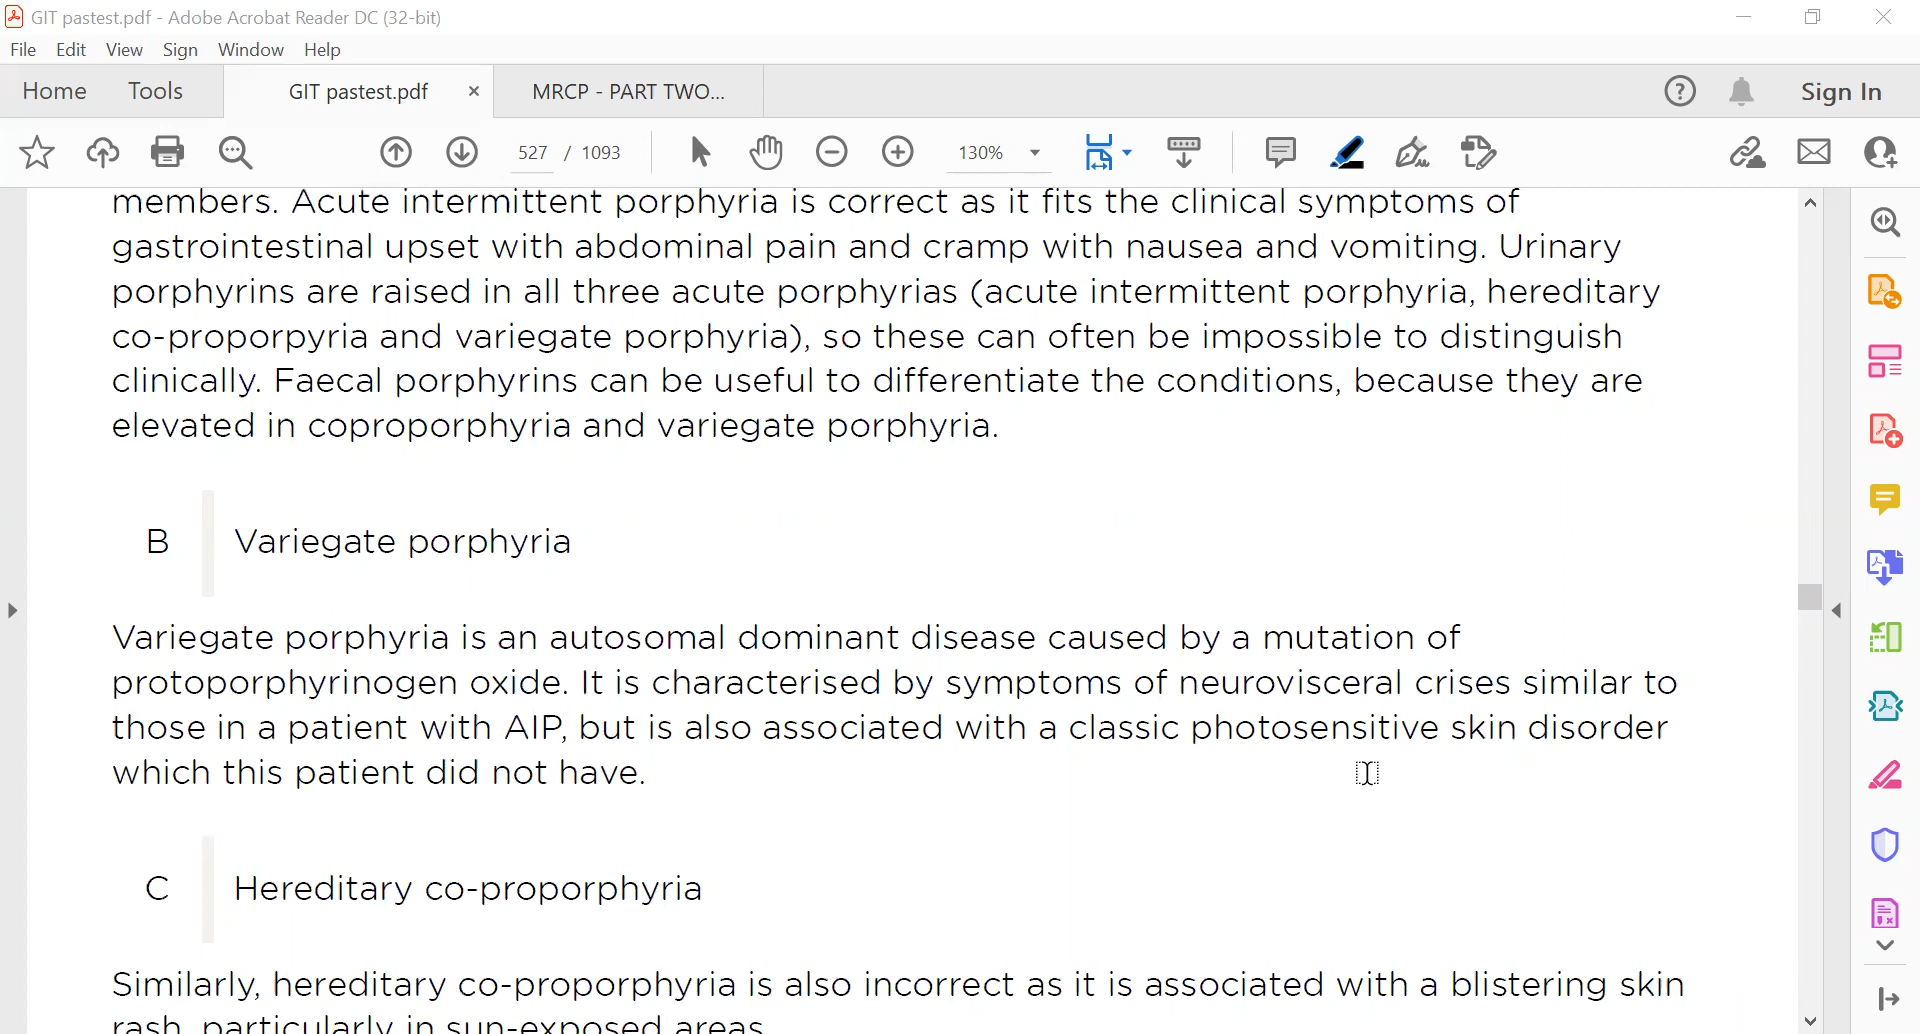 GIT pastest.pdf - Adobe Acrobat Reader DC (32-bit)
File Edit View Sign Window Help
Home Tools GIT pastest.pdf × MRCP - PART TWO... ? Sign In
527 / 1093 130%
members. Acute intermittent porphyria is correct as it fits the clinical symptoms of
gastrointestinal upset with abdominal pain and cramp with nausea and vomiting. Urinary
porphyrins are raised in all three acute porphyrias (acute intermittent porphyria, hereditary
co-proporpyria and variegate porphyria), so these can often be impossible to distinguish
clinically. Faecal porphyrins can be useful to differentiate the conditions, because they are
elevated in coproporphyria and variegate porphyria.
B Variegate porphyria
Variegate porphyria is an autosomal dominant disease caused by a mutation of
protoporphyrinogen oxide. It is characterised by symptoms of neurovisceral crises similar to
those in a patient with AIP, but is also associated with a classic photosensitive skin disorder
which this patient did not have.
C Hereditary co-proporphyria
Similarly, hereditary co-proporphyria is also incorrect as it is associated with a blistering skin
rash, particularly in sun-exposed areas